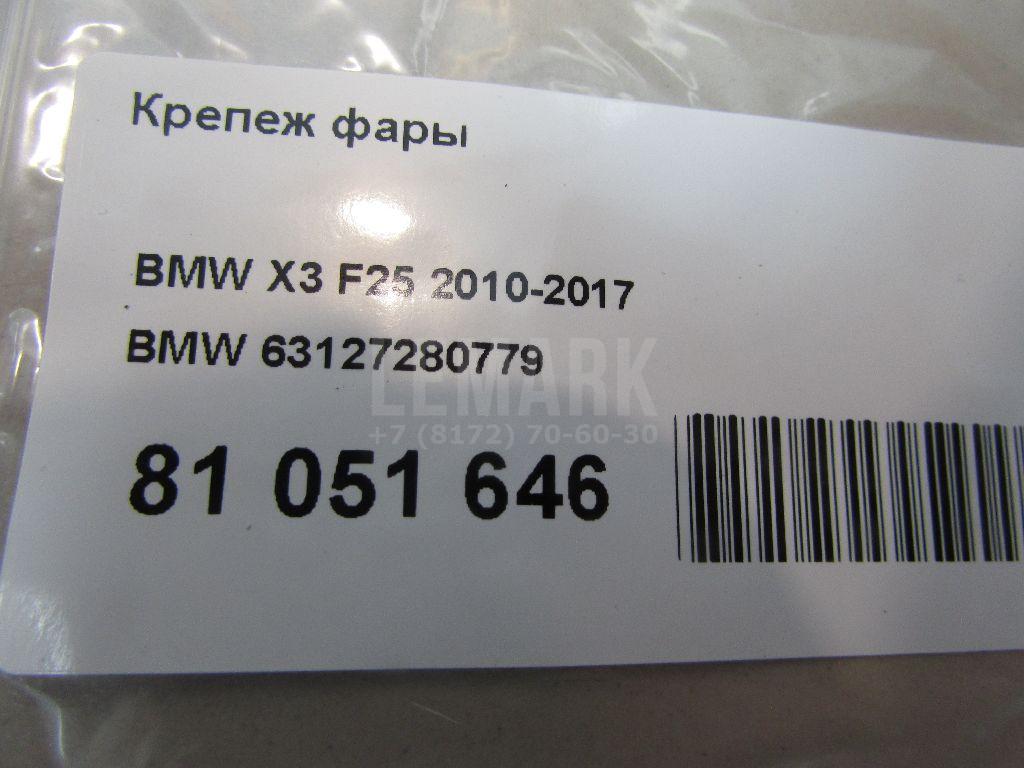 Крепеж фары
BMW X3 F25 2010-2017
BMW 63127280779
LEMARK
+7 (8172) 70-60-30
81 051 646